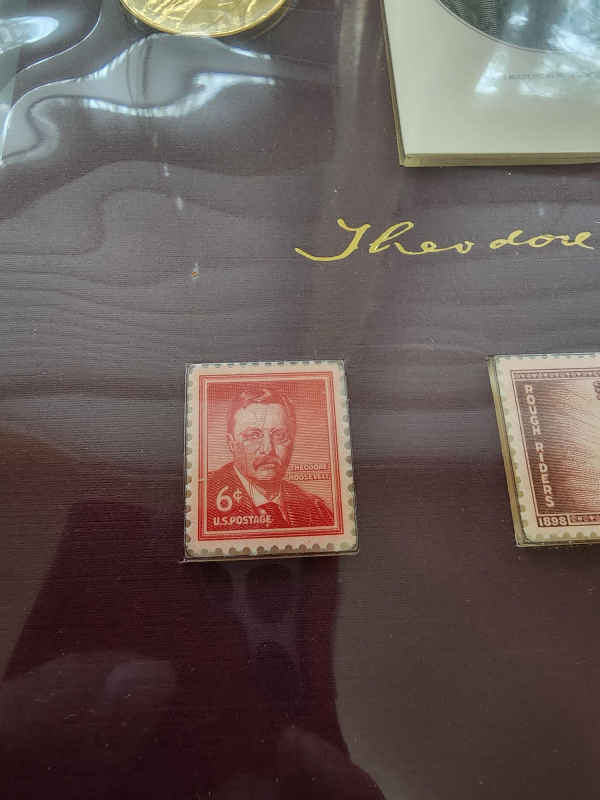 Theodore
THEODORE
ROOSEVELT
6¢
U.S. POSTAGE
ROUGH RIDERS
1898